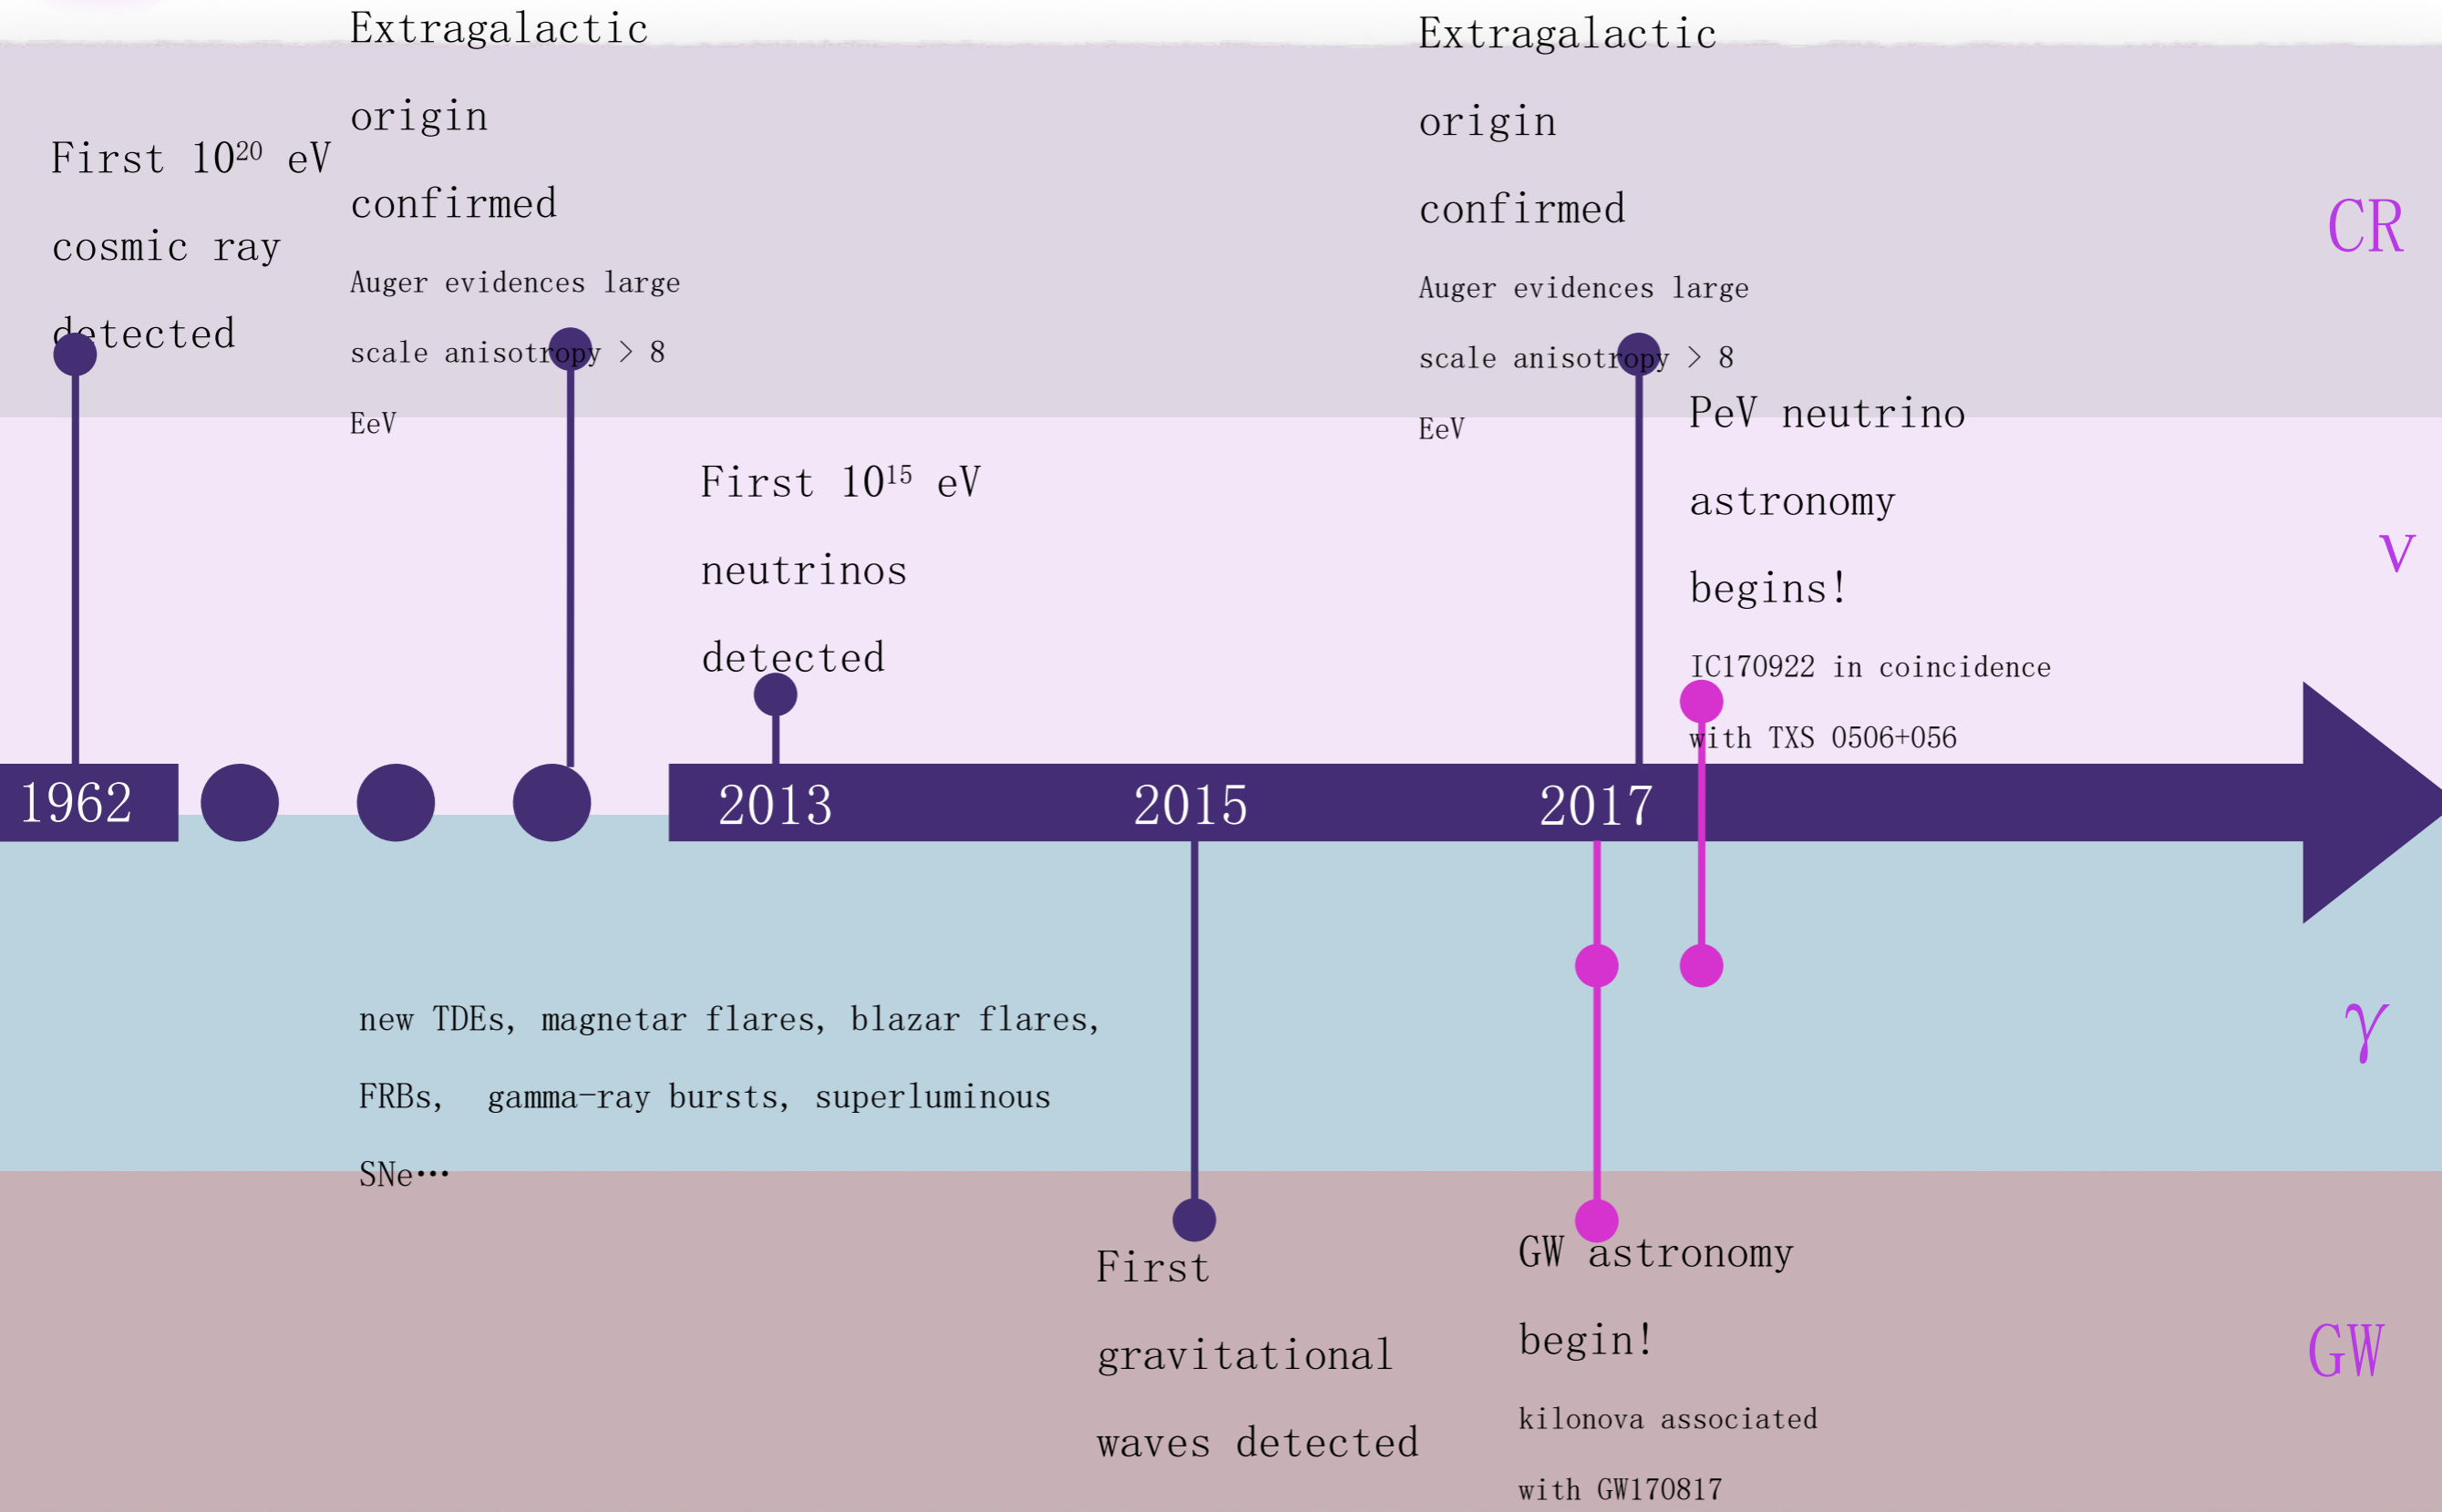 Extragalactic
origin
confirmed
Auger evidences large
scale anisotropy > 8
EeV
Extragalactic
origin
confirmed
Auger evidences large
scale anisotropy > 8
EeV
First 10²⁰ eV
cosmic ray
detected
CR
First 10¹⁵ eV
neutrinos
detected
PeV neutrino
astronomy
begins!
IC170922 in coincidence
with TXS 0506+056
ν
1962
2013
2015
2017
new TDEs, magnetar flares, blazar flares,
FRBs, gamma-ray bursts, superluminous
SNe…
γ
First
gravitational
waves detected
GW astronomy
begin!
kilonova associated
with GW170817
GW